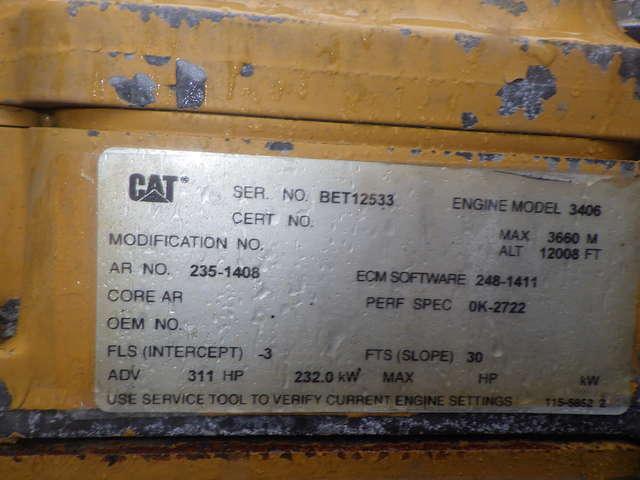 CAT® SER. NO. BET12533 ENGINE MODEL 3406
CERT NO. MAX 3660 M
MODIFICATION NO. ALT 12008 FT
AR NO. 235-1408 ECM SOFTWARE 248-1411
CORE AR PERF SPEC 0K-2722
OEM NO.
FLS (INTERCEPT) -3 FTS (SLOPE) 30
ADV 311 HP 232.0 kW MAX HP kW
USE SERVICE TOOL TO VERIFY CURRENT ENGINE SETTINGS